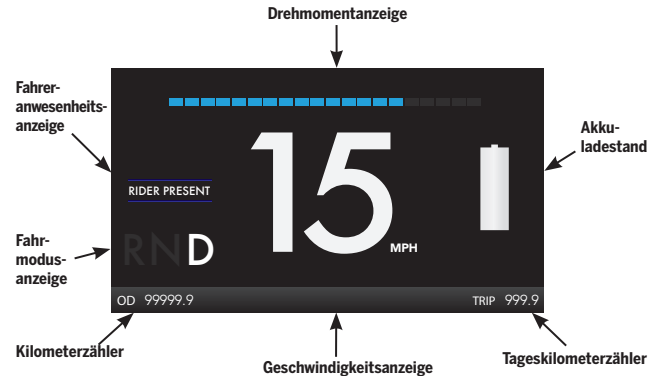 Drehmomentanzeige
Fahrer-
anwesenheits-
anzeige
Akku-
ladestand
RIDER PRESENT
15
MPH
Fahr-
modus-
anzeige
RND
OD 99999.9
TRIP 999.9
Kilometerzähler
Geschwindigkeitsanzeige
Tageskilometerzähler